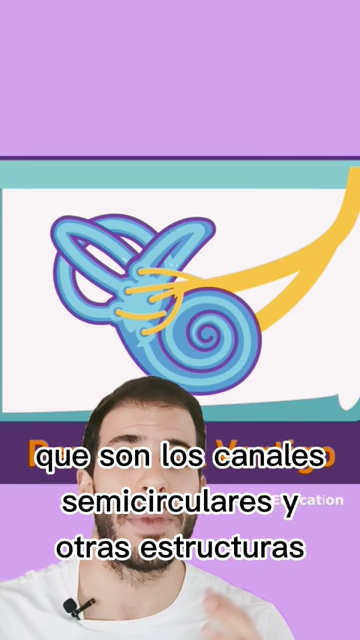 que son los canales
semicirculares y
otras estructuras